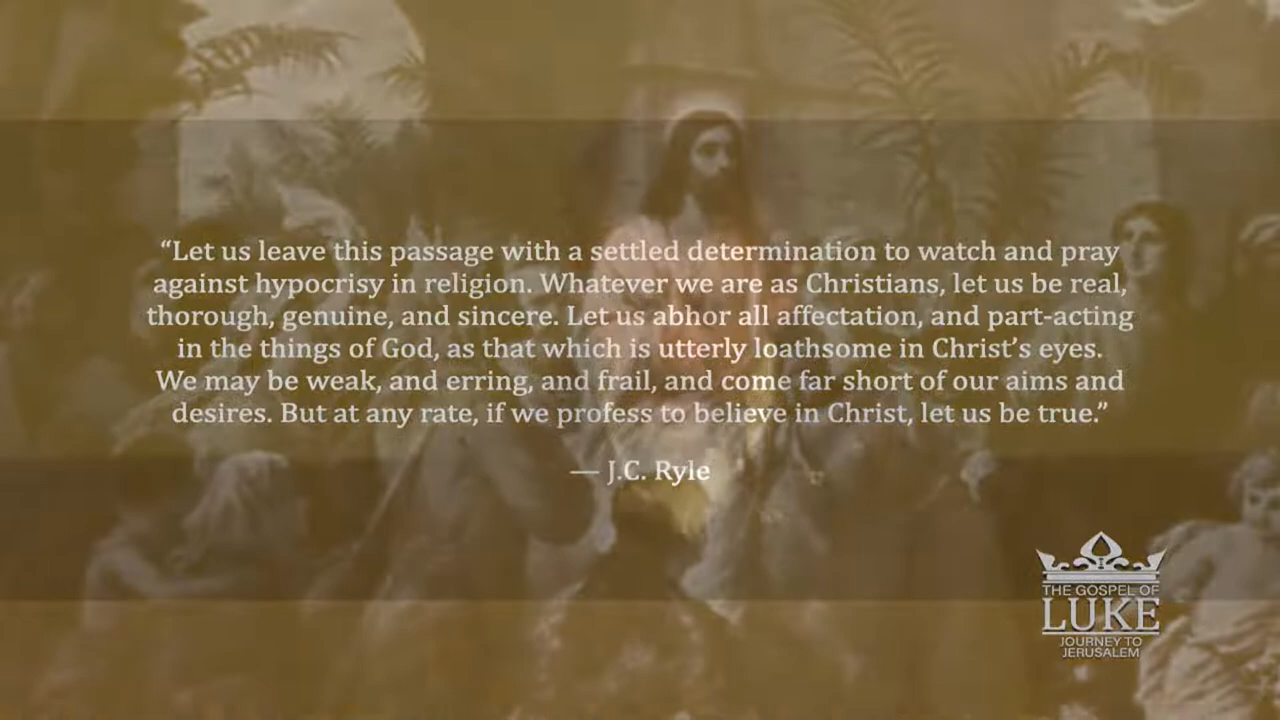 “Let us leave this passage with a settled determination to watch and pray
against hypocrisy in religion. Whatever we are as Christians, let us be real,
thorough, genuine, and sincere. Let us abhor all affectation, and part-acting
in the things of God, as that which is utterly loathsome in Christ’s eyes.
We may be weak, and erring, and frail, and come far short of our aims and
desires. But at any rate, if we profess to believe in Christ, let us be true.”
— J.C. Ryle
THE GOSPEL OF
LUKE
JOURNEY TO
JERUSALEM